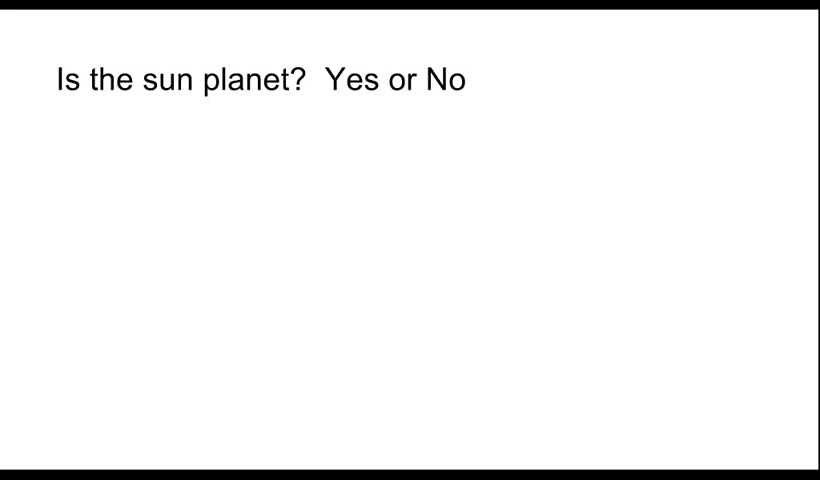 Is the sun planet?  Yes or No